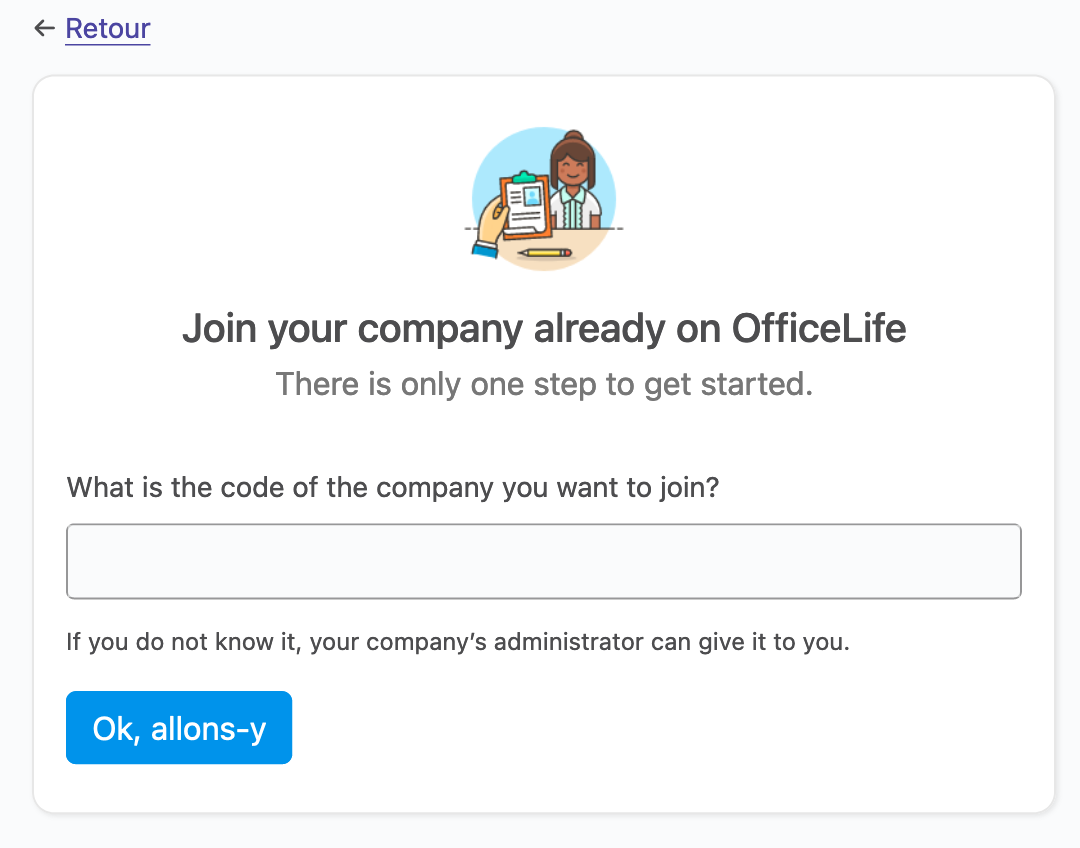 ← Retour
Join your company already on OfficeLife
There is only one step to get started.
What is the code of the company you want to join?
If you do not know it, your company’s administrator can give it to you.
Ok, allons-y